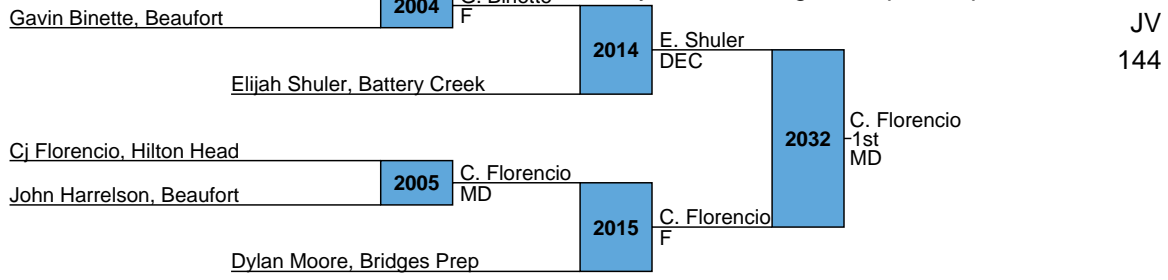 2004
Gavin Binette, Beaufort
F
JV
2014
E. Shuler
DEC
144
Elijah Shuler, Battery Creek
2032
C. Florencio
1st
MD
Cj Florencio, Hilton Head
2005
C. Florencio
MD
John Harrelson, Beaufort
2015
C. Florencio
F
Dylan Moore, Bridges Prep